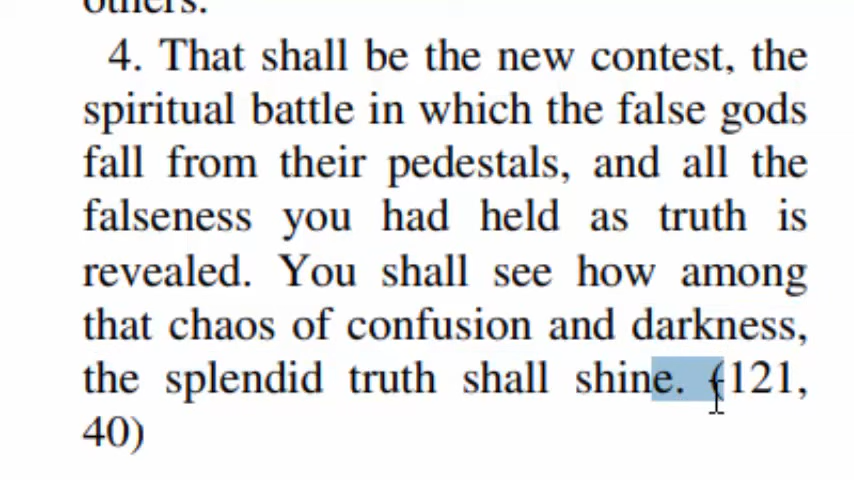 others.
4. That shall be the new contest, the
spiritual battle in which the false gods
fall from their pedestals, and all the
falseness you had held as truth is
revealed. You shall see how among
that chaos of confusion and darkness,
the splendid truth shall shine. (121,
40)